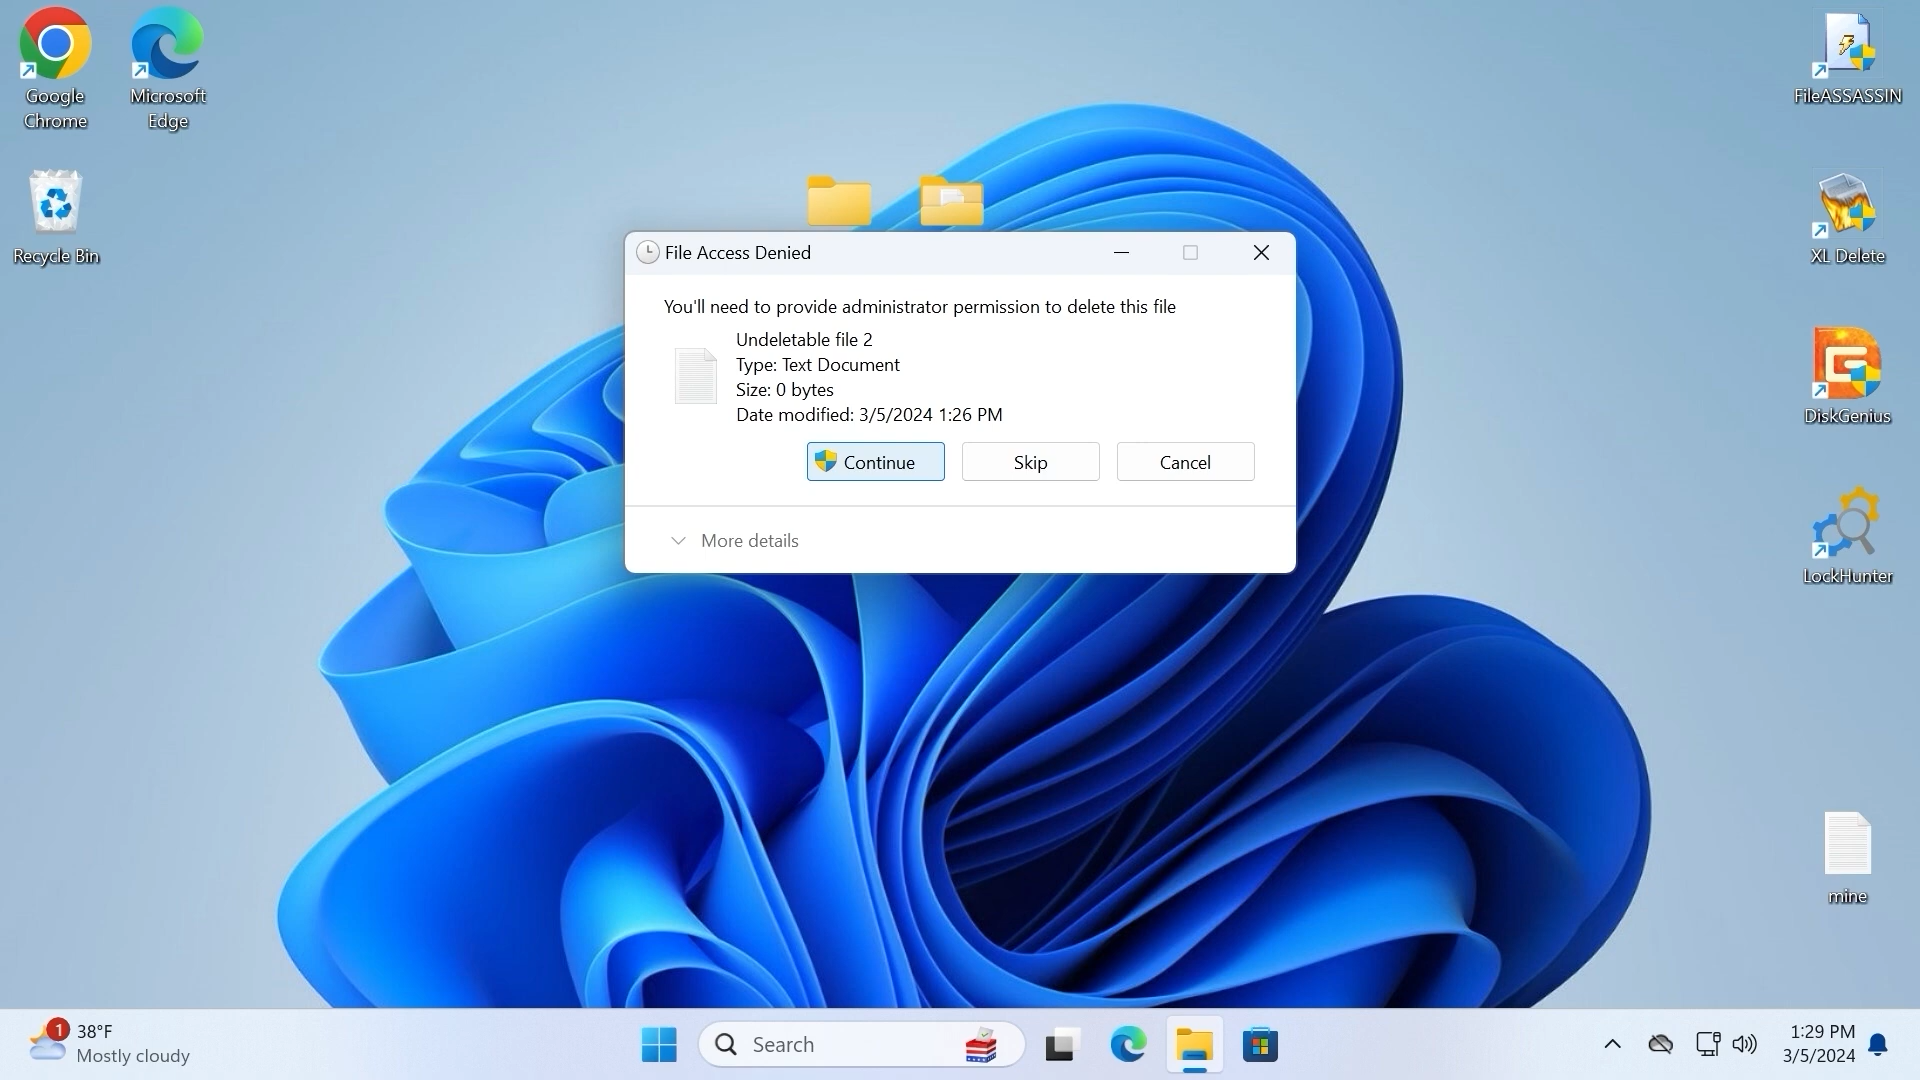 Google
Chrome
Microsoft
Edge
Recycle Bin
FileASSASSIN
XL Delete
DiskGenius
LockHunter
mine
File Access Denied
You'll need to provide administrator permission to delete this file
Undeletable file 2
Type: Text Document
Size: 0 bytes
Date modified: 3/5/2024 1:26 PM
Continue
Skip
Cancel
More details
1
38°F
Mostly cloudy
Search
1:29 PM
3/5/2024